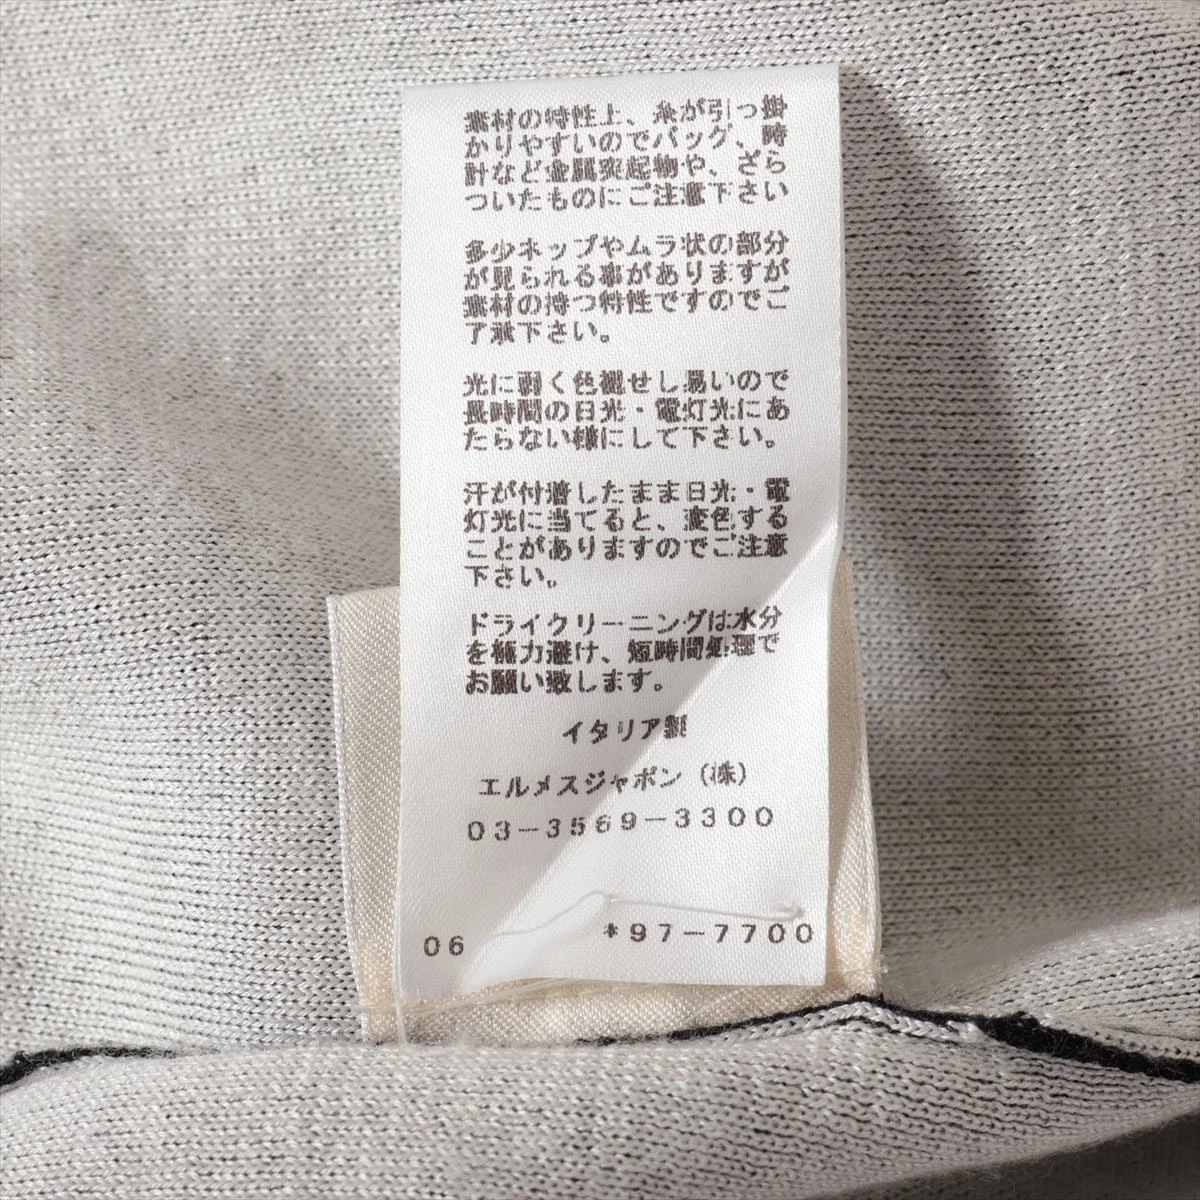 素材の特性上、糸が引っ掛
かりやすいのでバッグ、時
計など金属突起物や、ざら
ついたものにご注意下さい
多少ネップやムラ状の部分
が見られる事がありますが
素材の持つ特性ですのでご
了承下さい。
光に弱く色褪せし易いので
長時間の日光・電灯光にあ
たらない様にして下さい。
汗が付着したまま日光・電
灯光に当てると、変色する
ことがありますのでご注意
下さい。
ドライクリーニングは水分
を極力避け、短時間処理で
お願い致します。
イタリア製
エルメスジャポン（株）
03-3569-3300
06 *97-7700